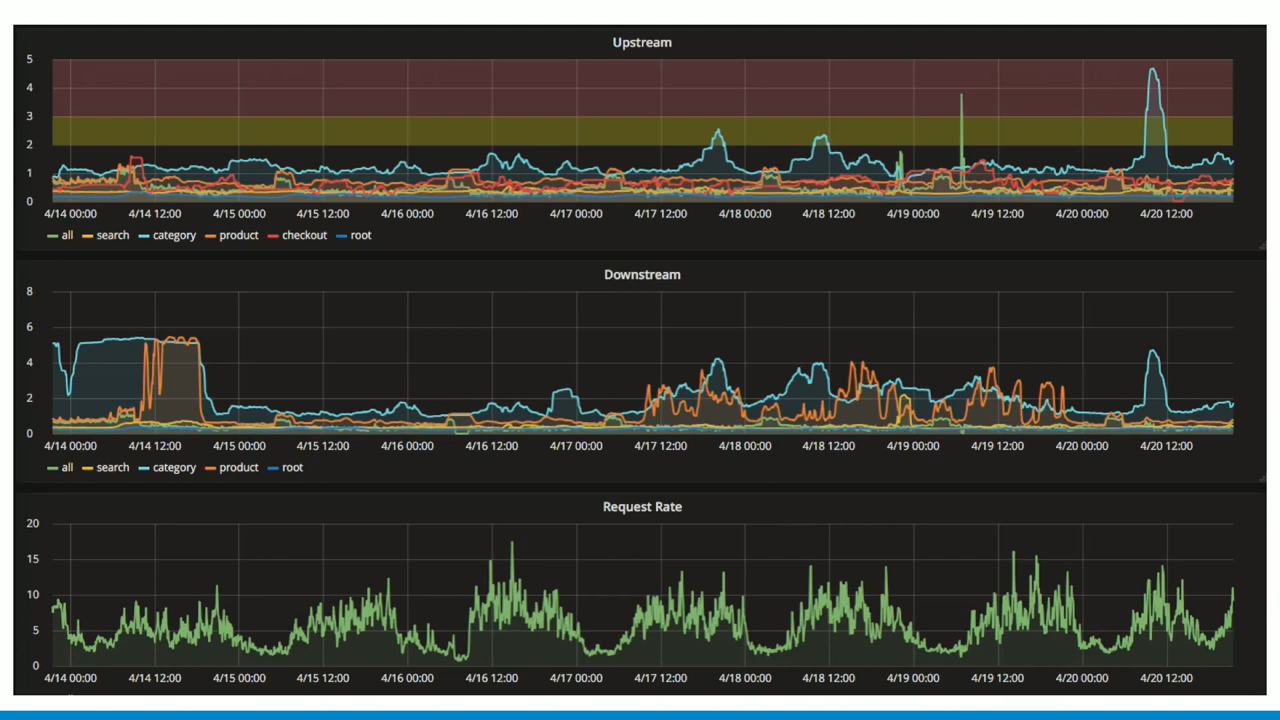 Upstream
5
4
3
2
1
0
4/14 00:00 4/14 12:00 4/15 00:00 4/15 12:00 4/16 00:00 4/16 12:00 4/17 00:00 4/17 12:00 4/18 00:00 4/18 12:00 4/19 00:00 4/19 12:00 4/20 00:00 4/20 12:00
all search category product checkout root
Downstream
8
6
4
2
0
4/14 00:00 4/14 12:00 4/15 00:00 4/15 12:00 4/16 00:00 4/16 12:00 4/17 00:00 4/17 12:00 4/18 00:00 4/18 12:00 4/19 00:00 4/19 12:00 4/20 00:00 4/20 12:00
all search category product root
Request Rate
20
15
10
5
0
4/14 00:00 4/14 12:00 4/15 00:00 4/15 12:00 4/16 00:00 4/16 12:00 4/17 00:00 4/17 12:00 4/18 00:00 4/18 12:00 4/19 00:00 4/19 12:00 4/20 00:00 4/20 12:00